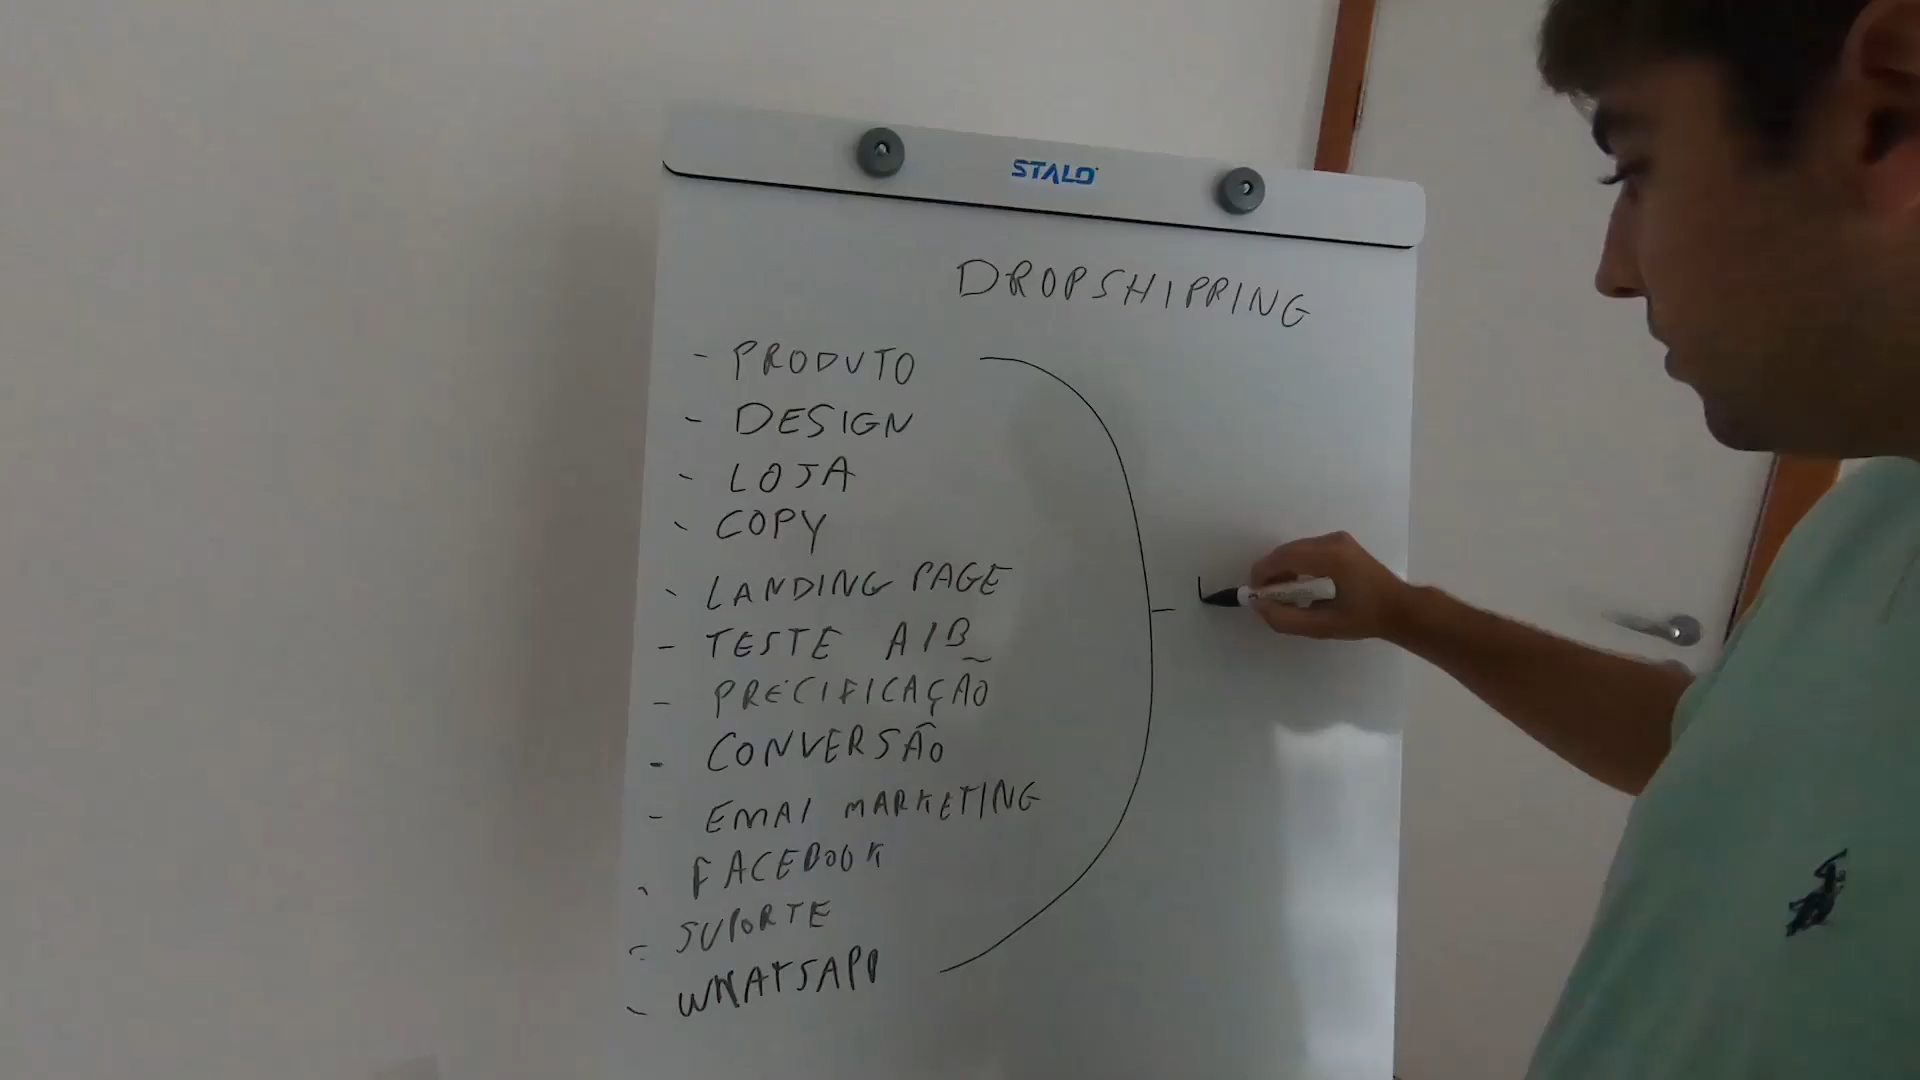 STALO
DROPSHIPPING
- PRODUTO
- DESIGN
- LOJA
- COPY
- LANDING PAGE
- TESTE A/B
- PRECIFICAÇÃO
- CONVERSÃO
- EMAI MARKETING
- FACEBOOK
- SUPORTE
- WHATSAPP